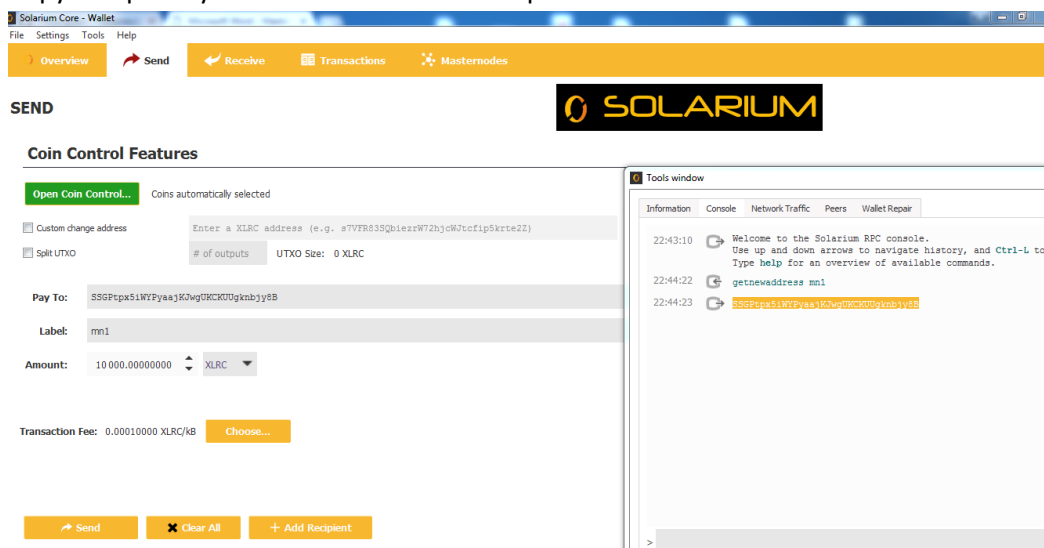 Solarium Core - Wallet
File Settings Tools Help
Overview Send Receive Transactions Masternodes
SEND
SOLARIUM
Coin Control Features
Open Coin Control... Coins automatically selected
Custom change address Enter a XLRC address (e.g. s7VFR83SQbiezrW72hjcWJtcfip5krte2Z)
Split UTXO # of outputs UTXO Size: 0 XLRC
Pay To: SSGPtpx5iWYPyaajKJwgUKCKUUgknbjy8B
Label: mn1
Amount: 10 000.00000000 XLRC
Transaction Fee: 0.00010000 XLRC/kB Choose...
Send Clear All + Add Recipient
Tools window
Information Console Network Traffic Peers Wallet Repair
22:43:10 Welcome to the Solarium RPC console.
Use up and down arrows to navigate history, and Ctrl-L to
Type help for an overview of available commands.
22:44:22 getnewaddress mn1
22:44:23 SSGPtpx5iWYPyaajKJwgUKCKUUgknbjy8B
>